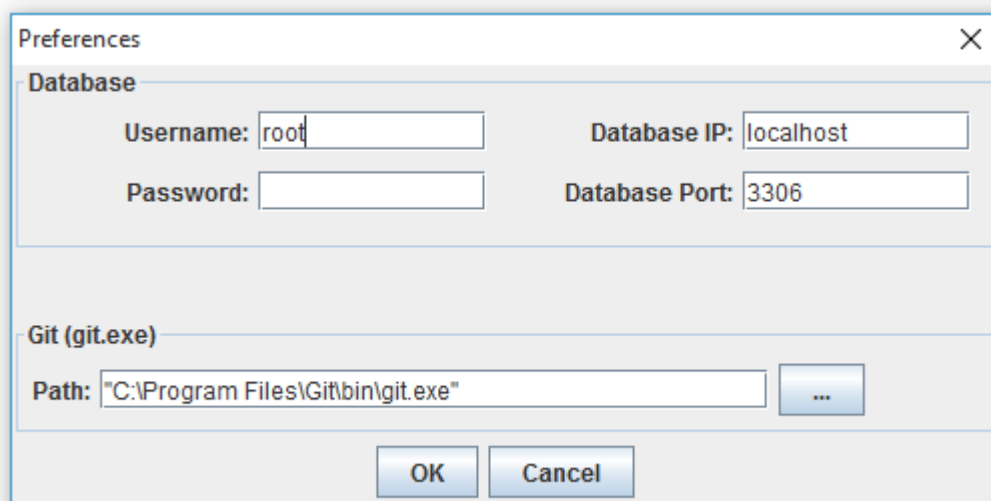 Preferences
Database
Username: root Database IP: localhost
Password: Database Port: 3306
Git (git.exe)
Path: "C:\Program Files\Git\bin\git.exe" ...
OK Cancel